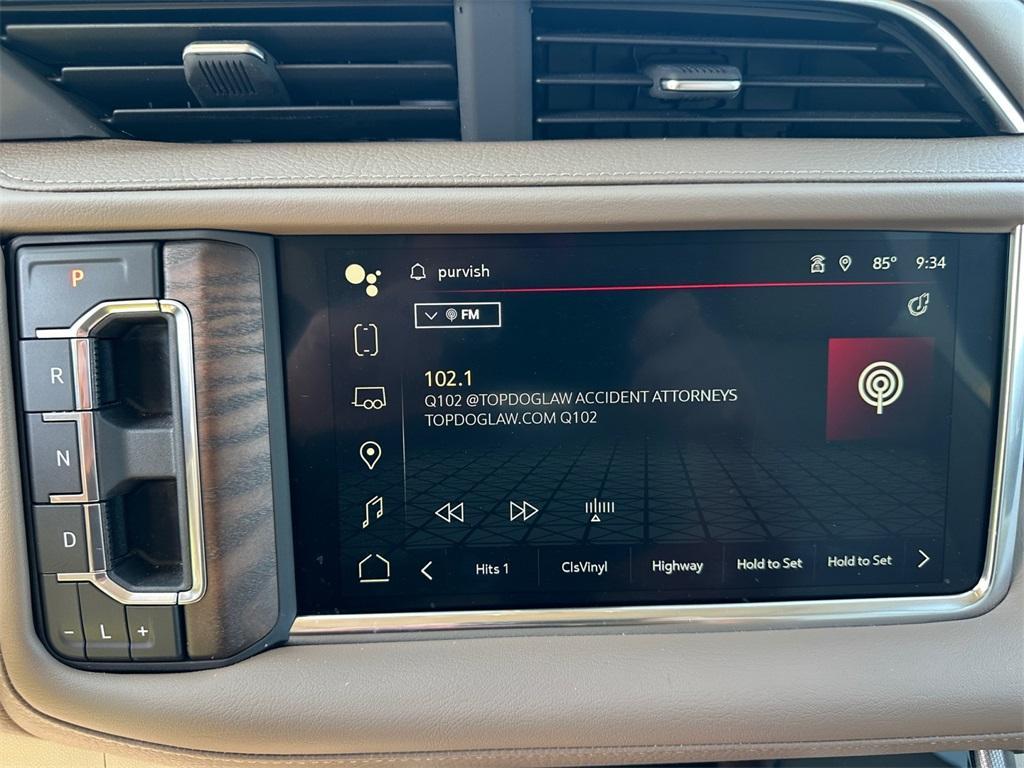 P
R
N
D
- L +
purvish
85° 9:34
FM
102.1
Q102 @TOPDOGLAW ACCIDENT ATTORNEYS
TOPDOGLAW.COM Q102
Hits 1 ClsVinyl Highway Hold to Set Hold to Set